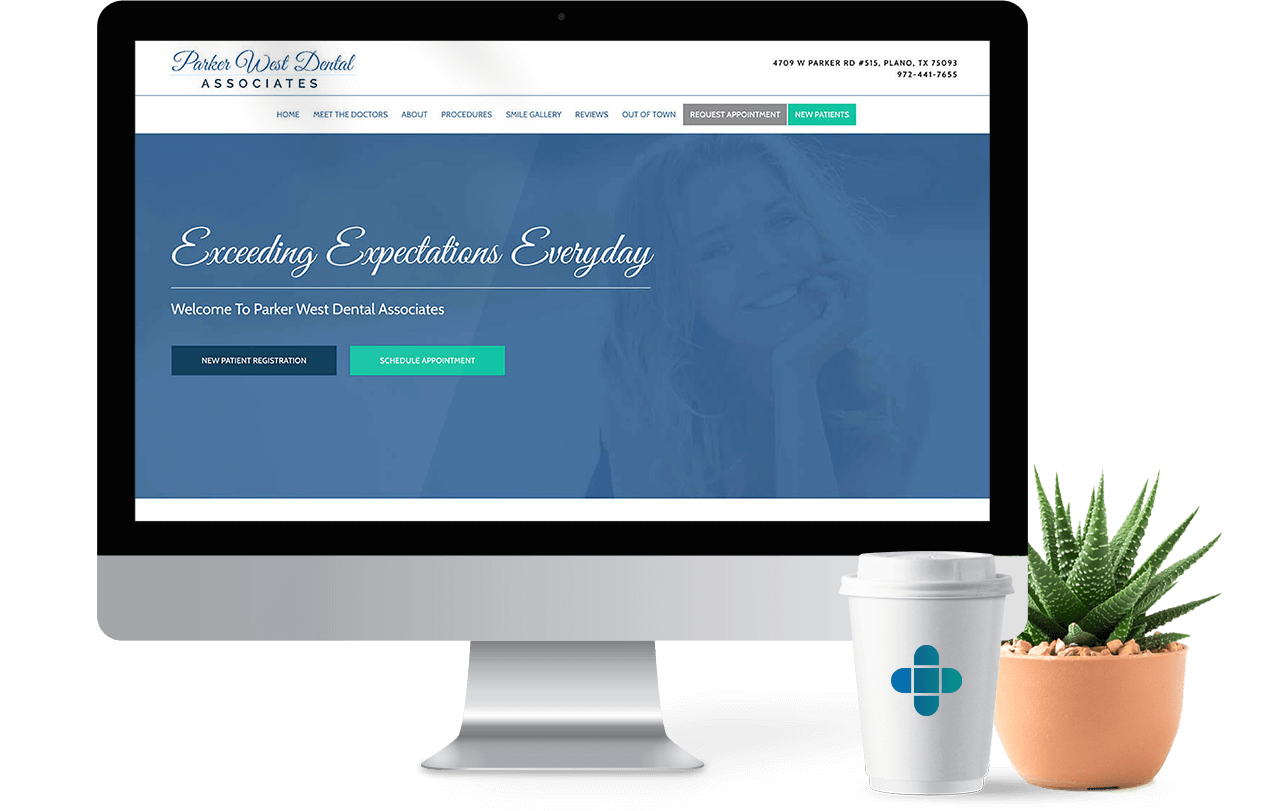 Parker West Dental
ASSOCIATES
4709 W PARKER RD #515, PLANO, TX 75093
972-441-7655
HOME MEET THE DOCTORS ABOUT PROCEDURES SMILE GALLERY REVIEWS OUT OF TOWN REQUEST APPOINTMENT NEW PATIENTS
Exceeding Expectations Everyday
Welcome To Parker West Dental Associates
NEW PATIENT REGISTRATION SCHEDULE APPOINTMENT